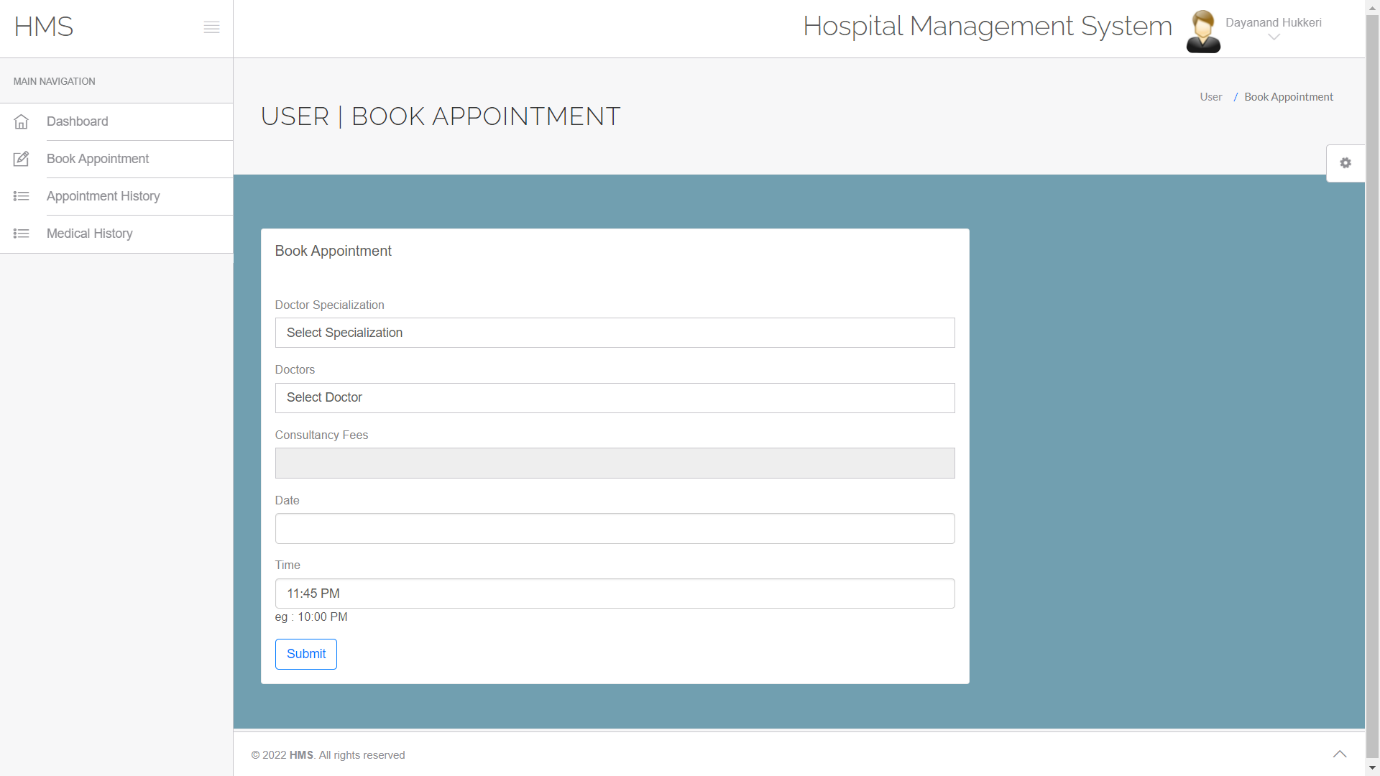 HMS
Hospital Management System
Dayanand Hukkeri
MAIN NAVIGATION
Dashboard
Book Appointment
Appointment History
Medical History
USER | BOOK APPOINTMENT
User / Book Appointment
Book Appointment
Doctor Specialization
Select Specialization
Doctors
Select Doctor
Consultancy Fees
Date
Time
11:45 PM
eg : 10:00 PM
Submit
© 2022 HMS. All rights reserved